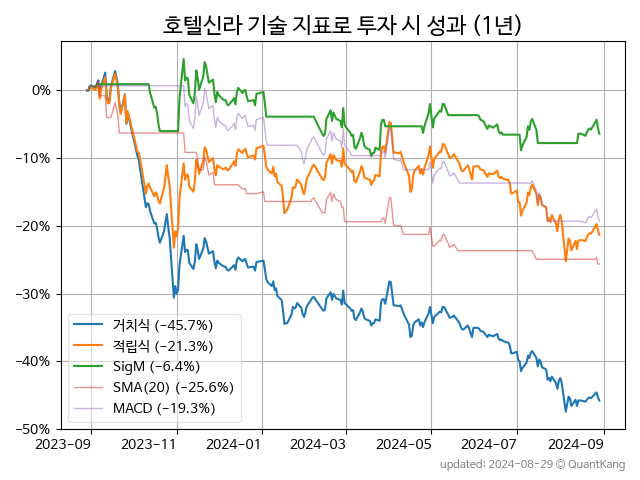 호텔신라 기술 지표로 투자 시 성과 (1년)
0%
−10%
−20%
−30%
−40%
−50%
거치식 (−45.7%)
적립식 (−21.3%)
SigM (−6.4%)
SMA(20) (−25.6%)
MACD (−19.3%)
2023-09 2023-11 2024-01 2024-03 2024-05 2024-07 2024-09
updated: 2024-08-29 © QuantKang